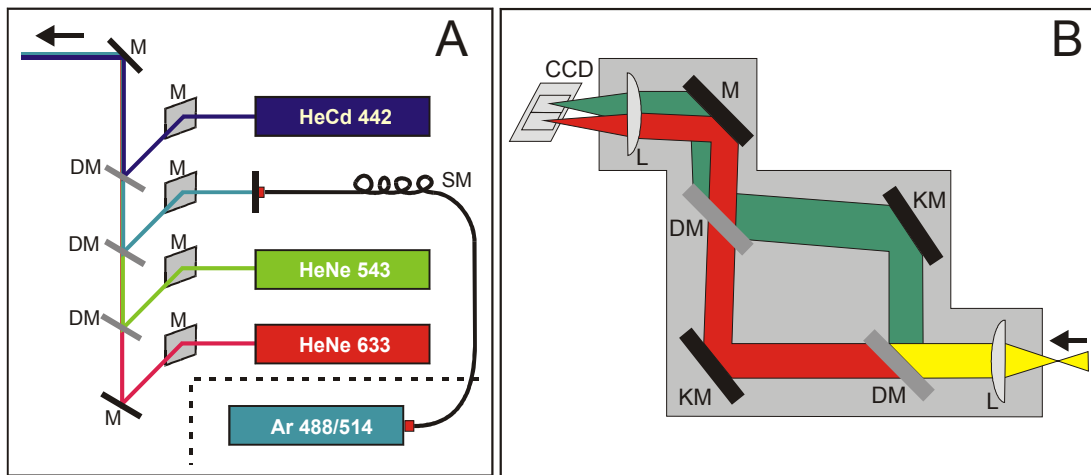 A
M
M
HeCd 442
DM
M
SM
DM
M
HeNe 543
DM
M
HeNe 633
M
Ar 488/514
B
CCD
M
L
KM
DM
KM
DM
L